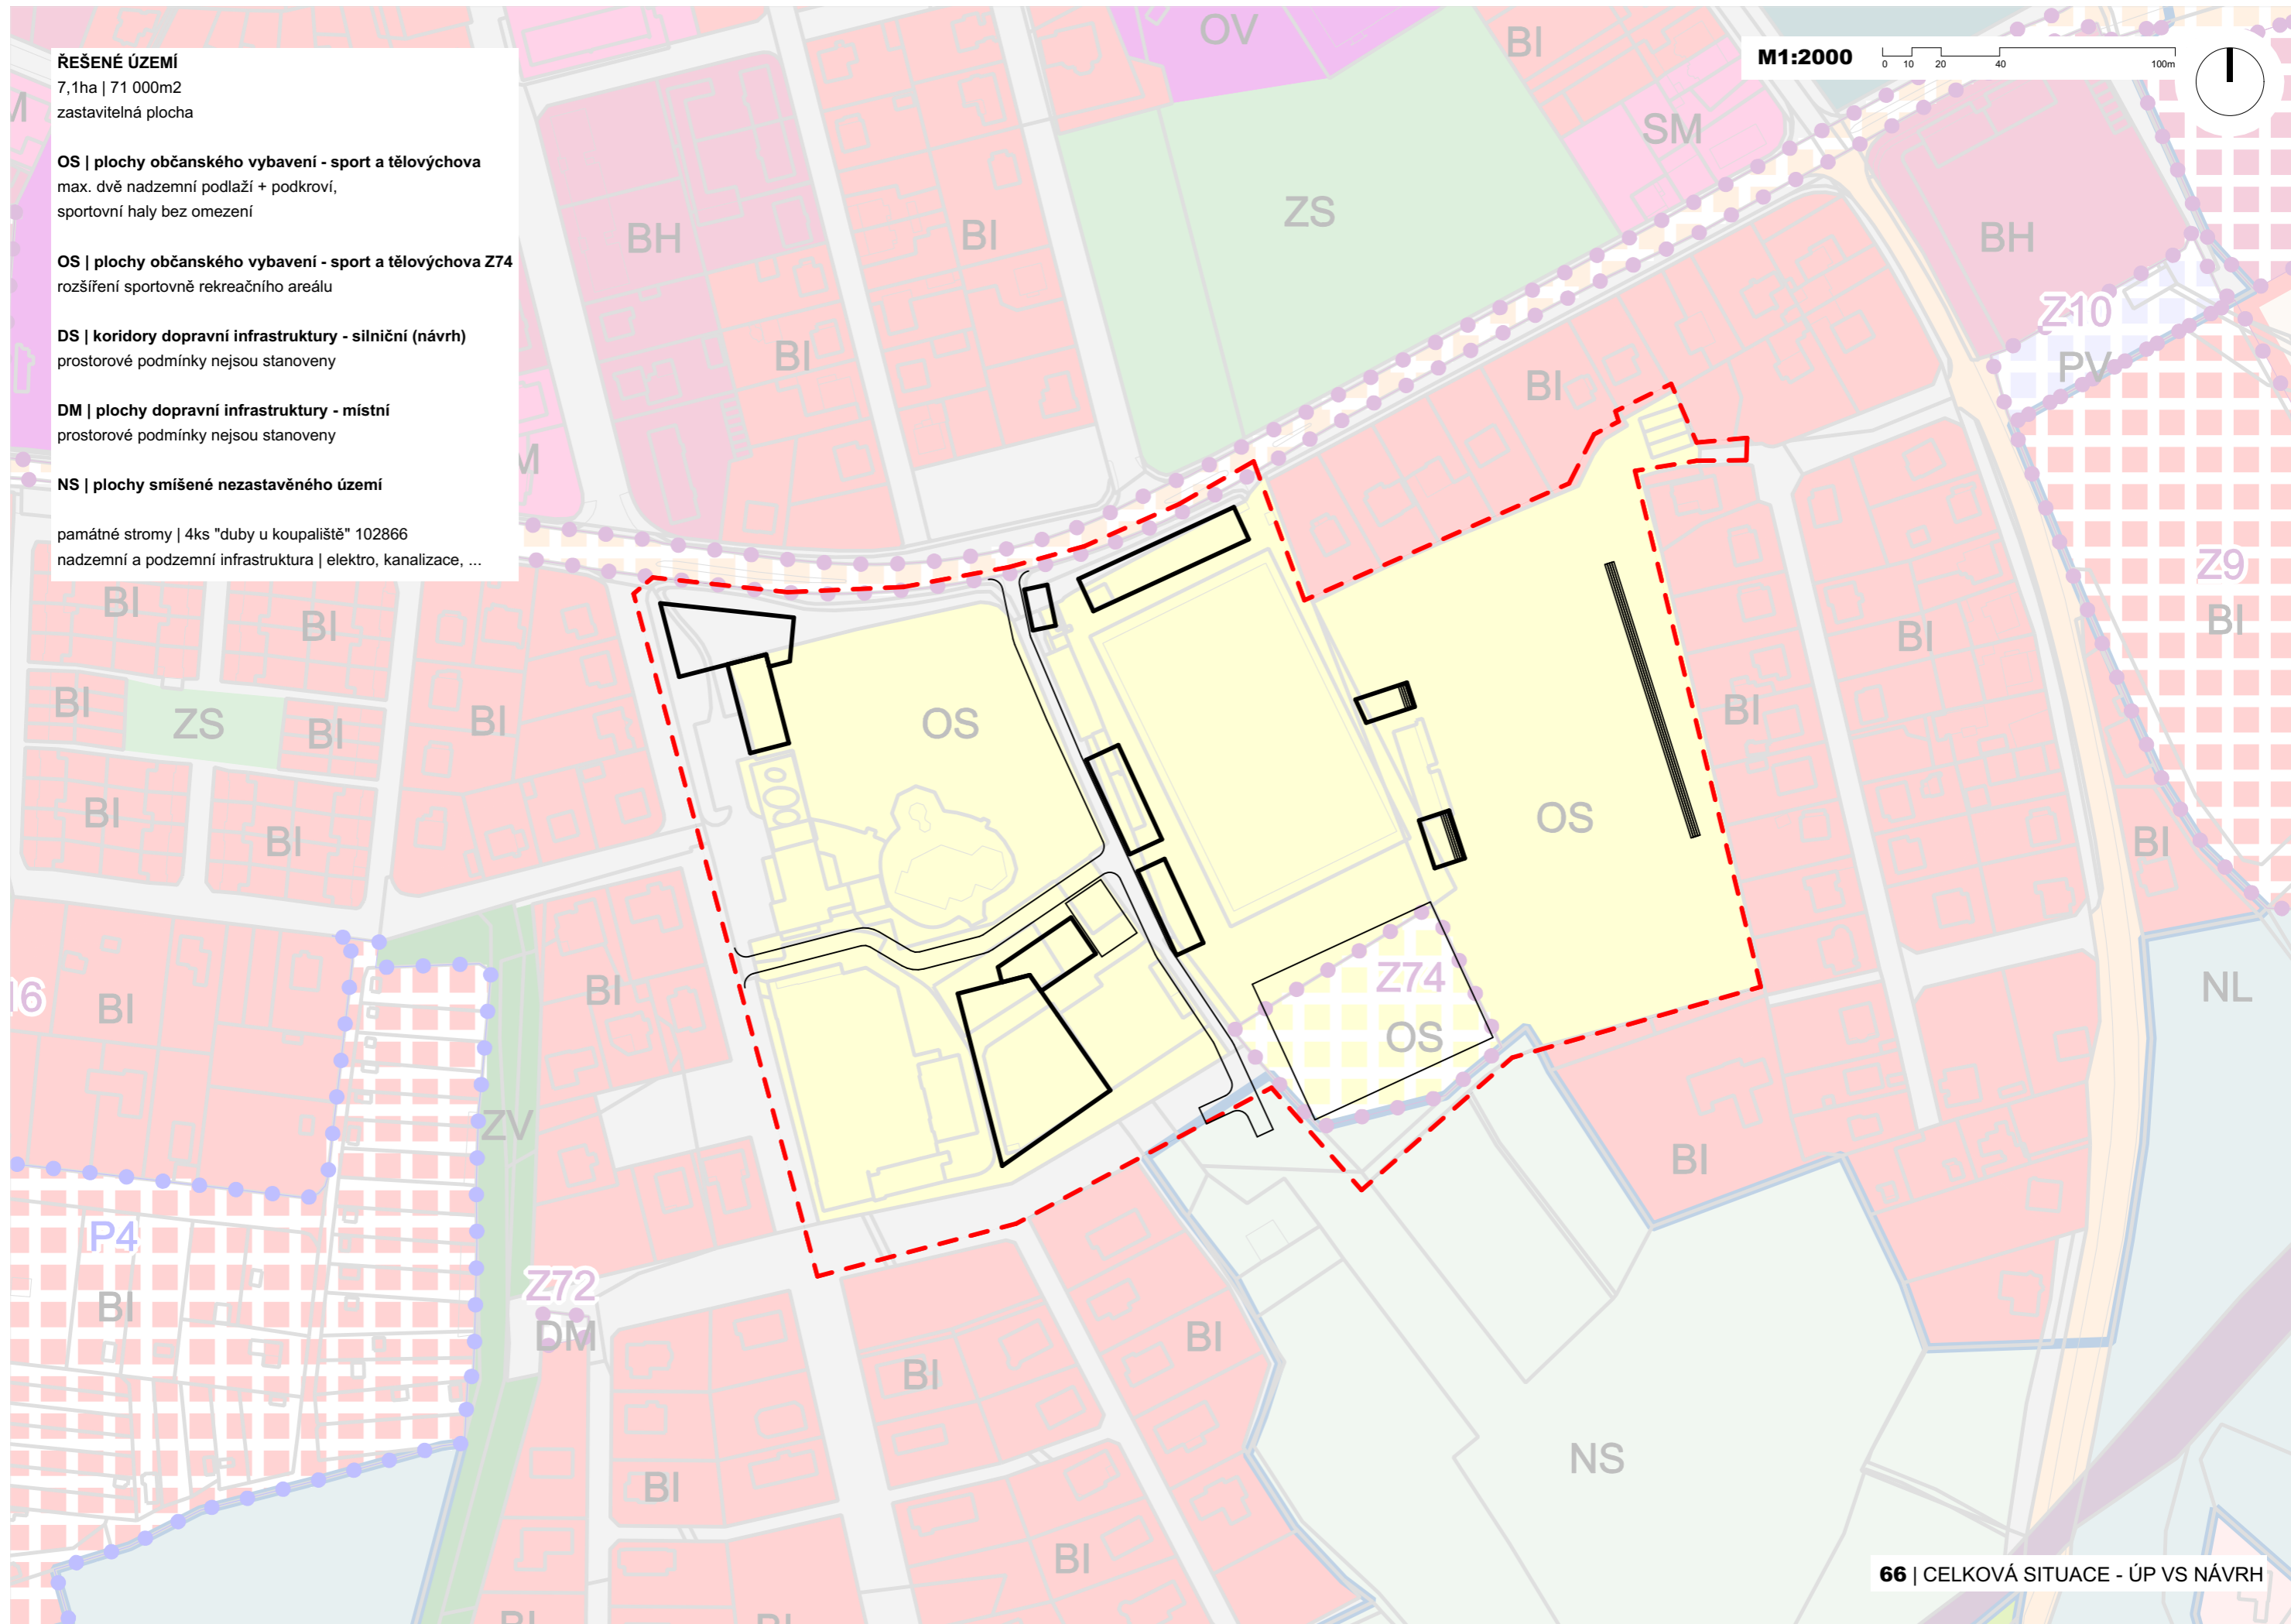 ŘEŠENÉ ÚZEMÍ
7,1ha | 71 000m2
zastavitelná plocha
OS | plochy občanského vybavení - sport a tělovýchova
max. dvě nadzemní podlaží + podkroví,
sportovní haly bez omezení
OS | plochy občanského vybavení - sport a tělovýchova Z74
rozšíření sportovně rekreačního areálu
DS | koridory dopravní infrastruktury - silniční (návrh)
prostorové podmínky nejsou stanoveny
DM | plochy dopravní infrastruktury - místní
prostorové podmínky nejsou stanoveny
NS | plochy smíšené nezastavěného území
památné stromy | 4ks "duby u koupaliště" 102866
nadzemní a podzemní infrastruktura | elektro, kanalizace, ...
M1:2000
0 10 20 40 100m
OV
BI
SM
ZS
BH
BI
BH
BI
Z10
PV
BI
Z9
BI
BI
BI
BI
BI
ZS
BI
BI
OS
BI
BI
BI
OS
BI
BI
Z74
OS
BI
BI
16
NL
ZV
BI
P4
BI
Z72
DM
BI
BI
BI
NS
BI
BI
BI
66 | CELKOVÁ SITUACE - ÚP VS NÁVRH